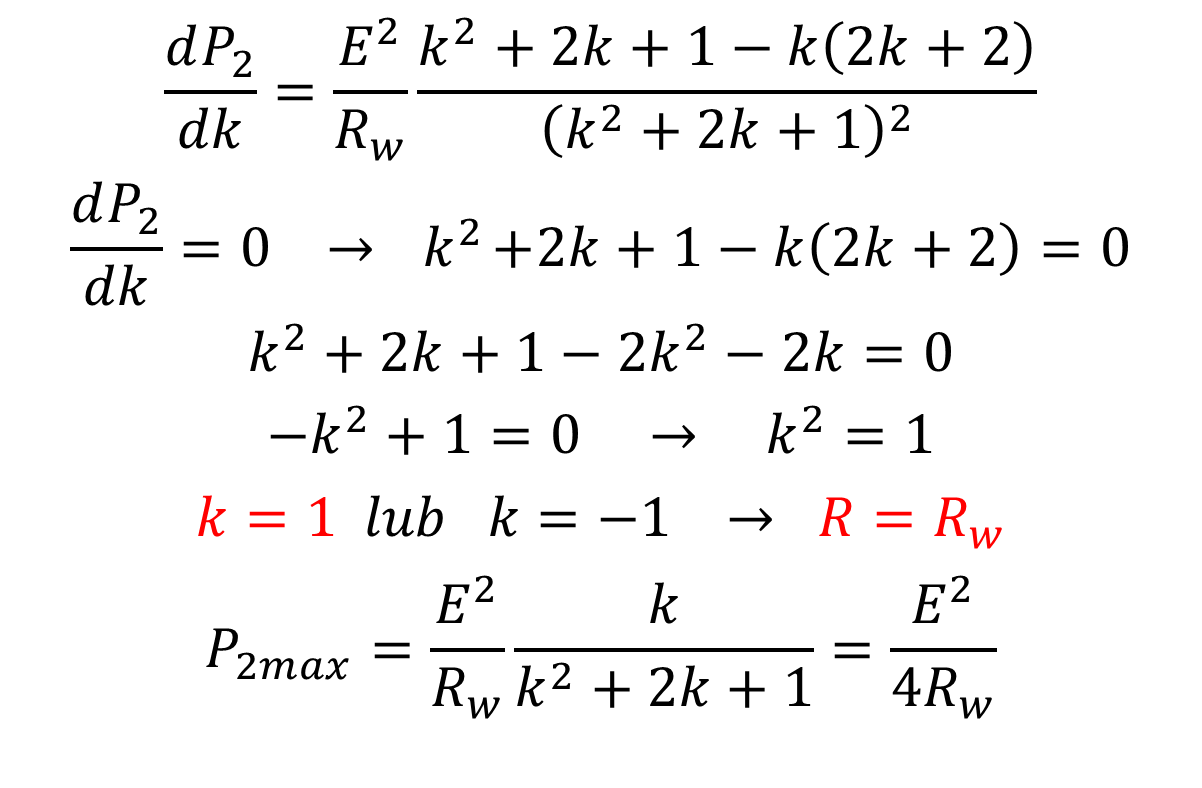 dP₂/dk = E²/R_w (k² + 2k + 1 − k(2k + 2))/(k² + 2k + 1)²
dP₂/dk = 0 → k² + 2k + 1 − k(2k + 2) = 0
k² + 2k + 1 − 2k² − 2k = 0
−k² + 1 = 0 → k² = 1
k = 1 lub k = −1 → R = R_w
P₂ₘₐₓ = E²/R_w k/(k² + 2k + 1) = E²/4R_w